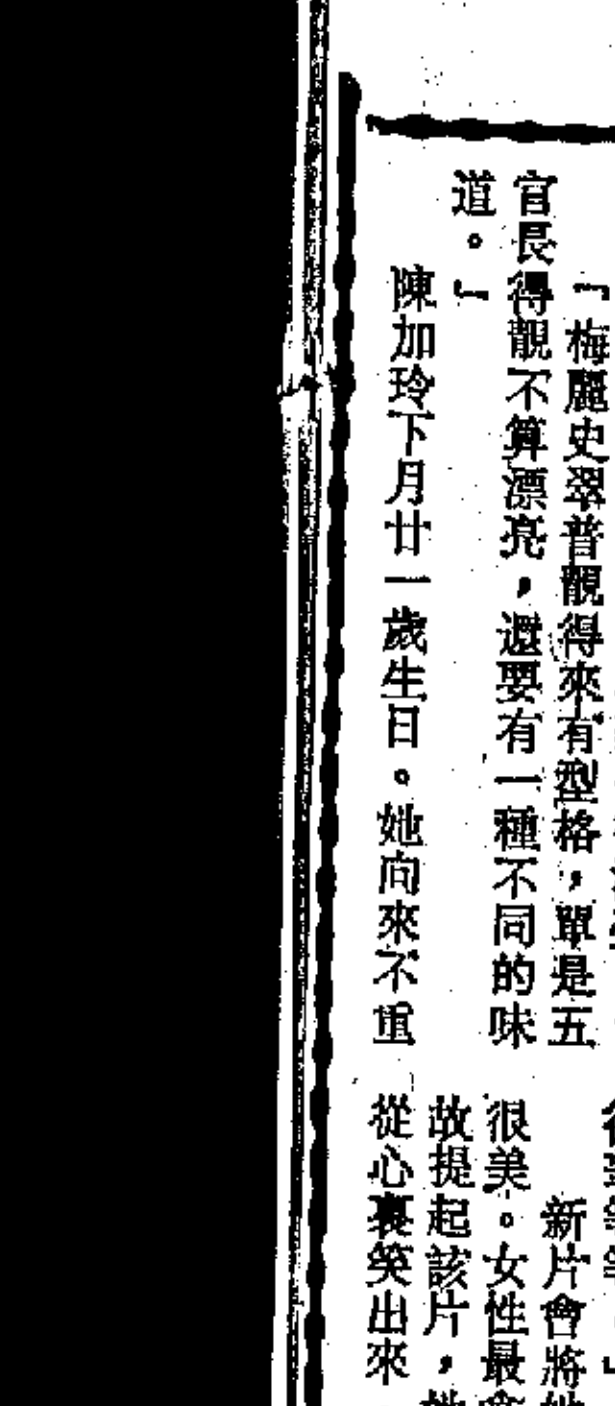 「梅麗史翠普靚得來有型格，單是五
官長得靚不算漂亮，還要有一種不同的味
道。」
陳加玲下月廿一歲生日。她向來不重
新片會將她
很美。女性最
故提起該片，她
從心裏笑出來